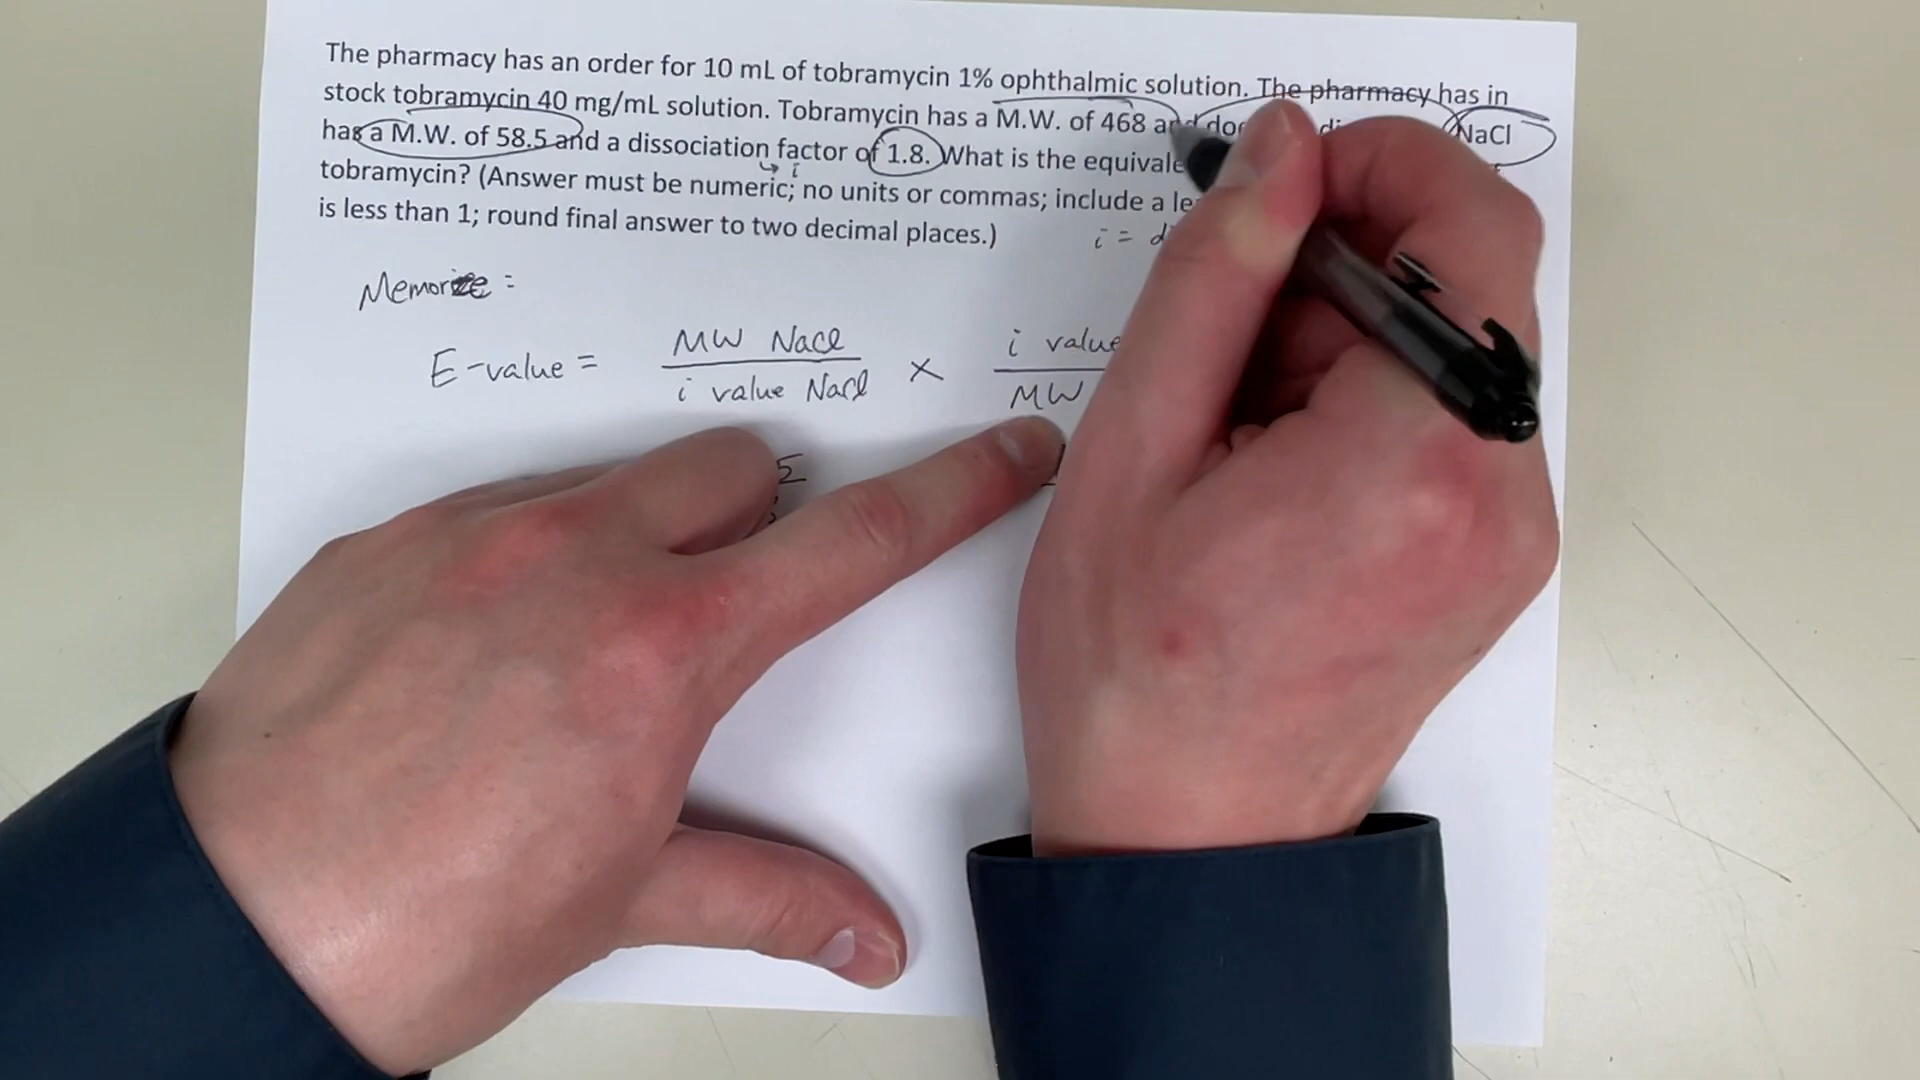 The pharmacy has an order for 10 mL of tobramycin 1% ophthalmic solution. The pharmacy has in
stock tobramycin 40 mg/mL solution. Tobramycin has a M.W. of 468 and NaCl
has a M.W. of 58.5 and a dissociation factor of 1.8. What is the
↳ i
tobramycin? (Answer must be numeric; no units or commas; include a
is less than 1; round final answer to two decimal places.)
i =
Memorize =
E-value = MW NaCl / i value NaCl × i value / MW
5